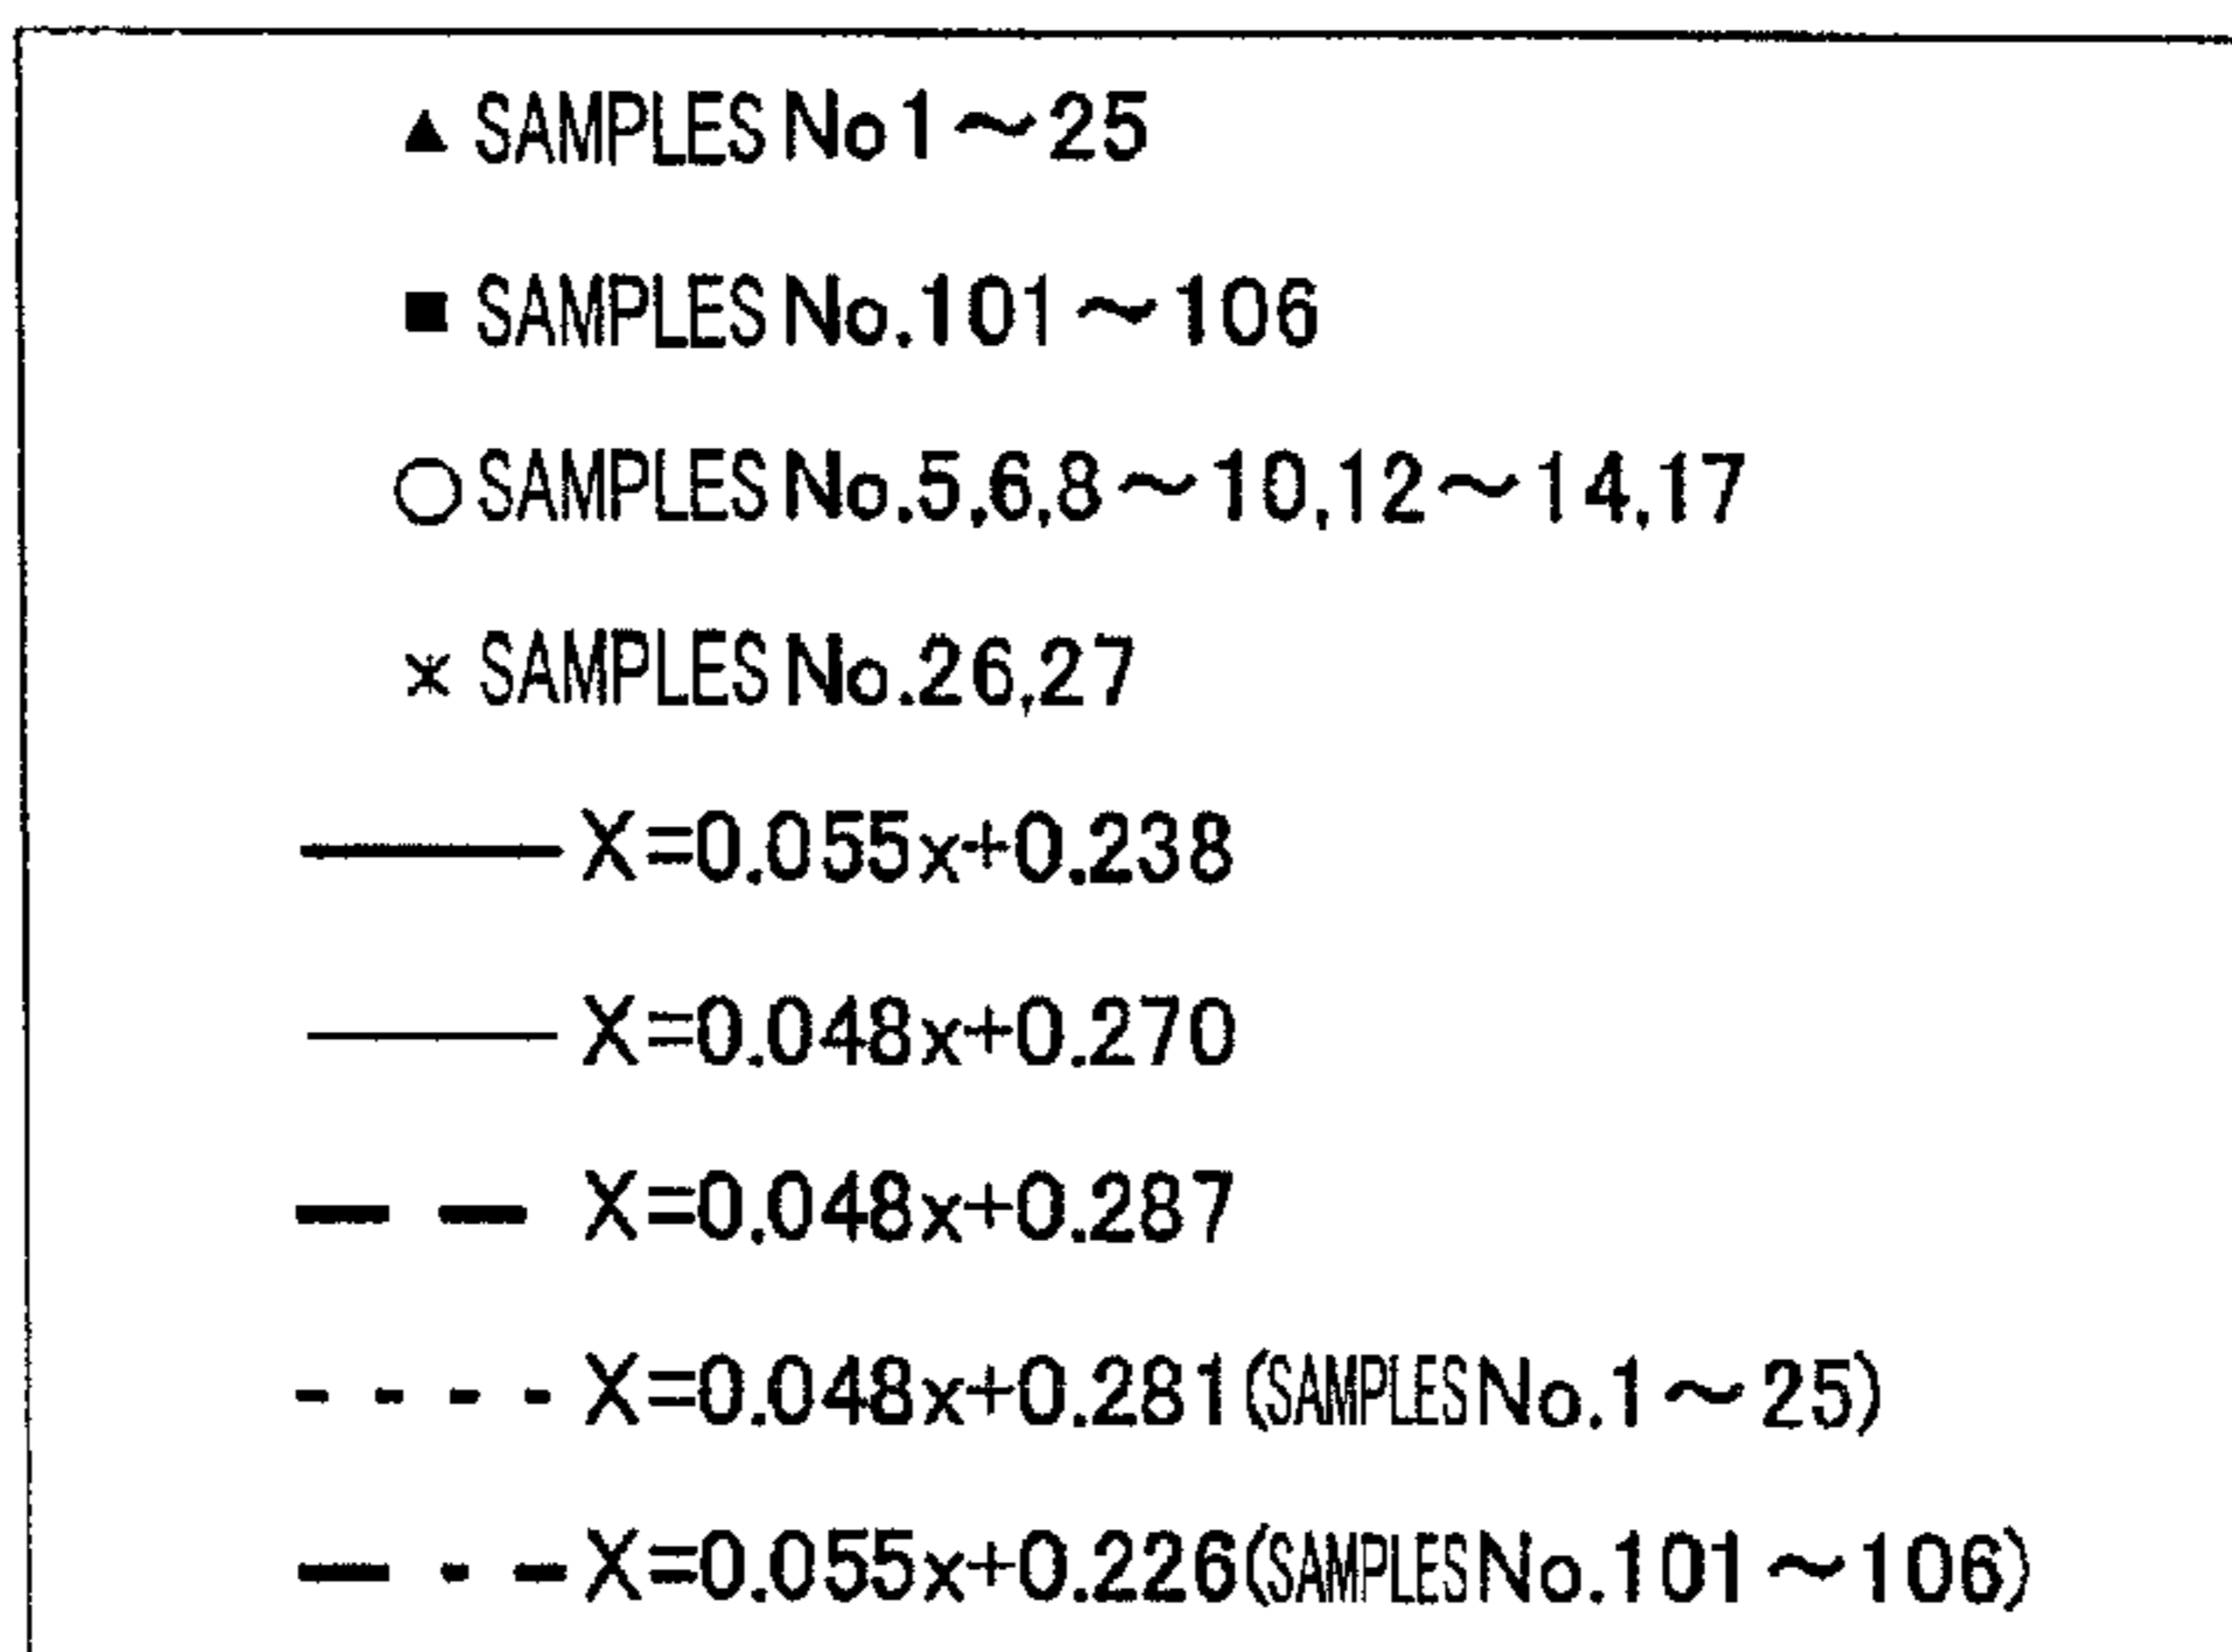 ▲ SAMPLES No1～25
■ SAMPLES No.101～106
○ SAMPLES No.5,6,8～10,12～14,17
× SAMPLES No.26,27
X=0.055x+0.238
X=0.048x+0.270
X=0.048x+0.287
X=0.048x+0.281(SAMPLES No.1～25)
X=0.055x+0.226(SAMPLES No.101～106)